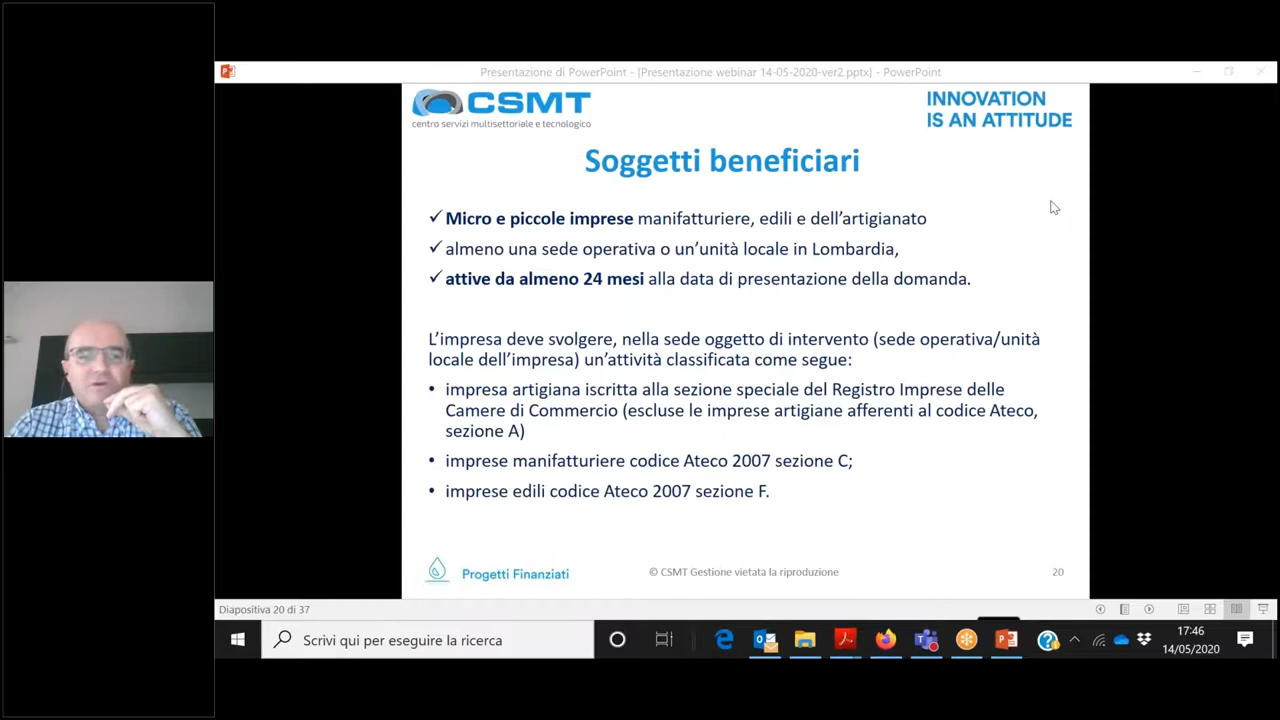 Presentazione di PowerPoint - [Presentazione webinar 14-05-2020-ver2.pptx] - PowerPoint
CSMT
centro servizi multisettoriale e tecnologico
INNOVATION
IS AN ATTITUDE
Soggetti beneficiari
✓ Micro e piccole imprese manifatturiere, edili e dell'artigianato
✓ almeno una sede operativa o un'unità locale in Lombardia,
✓ attive da almeno 24 mesi alla data di presentazione della domanda.
L'impresa deve svolgere, nella sede oggetto di intervento (sede operativa/unità
locale dell'impresa) un'attività classificata come segue:
• impresa artigiana iscritta alla sezione speciale del Registro Imprese delle
Camere di Commercio (escluse le imprese artigiane afferenti al codice Ateco,
sezione A)
• imprese manifatturiere codice Ateco 2007 sezione C;
• imprese edili codice Ateco 2007 sezione F.
Progetti Finanziati
© CSMT Gestione vietata la riproduzione
20
Diapositiva 20 di 37
Scrivi qui per eseguire la ricerca
17:46
14/05/2020